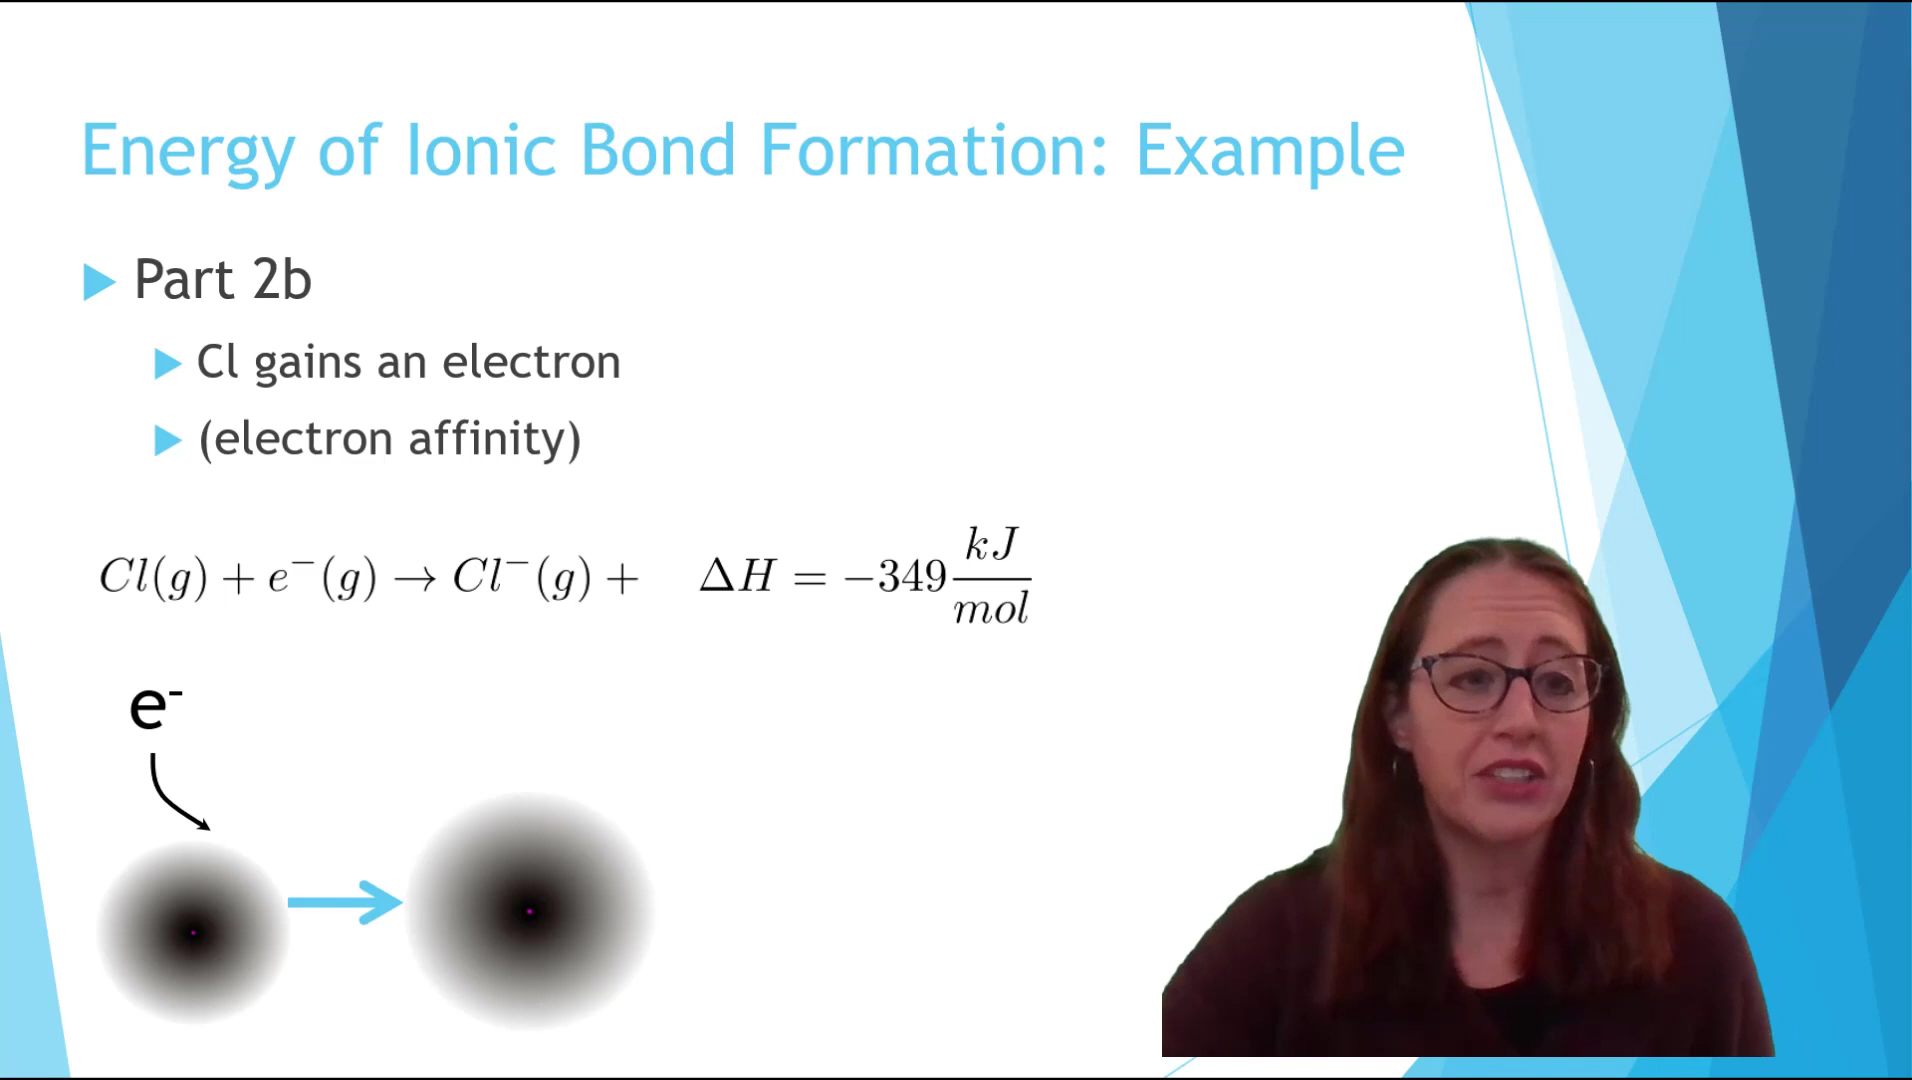 Energy of Ionic Bond Formation: Example
Part 2b
Cl gains an electron
(electron affinity)
Cl(g) + e⁻(g) → Cl⁻(g) + ΔH = −349 kJ/mol
e⁻